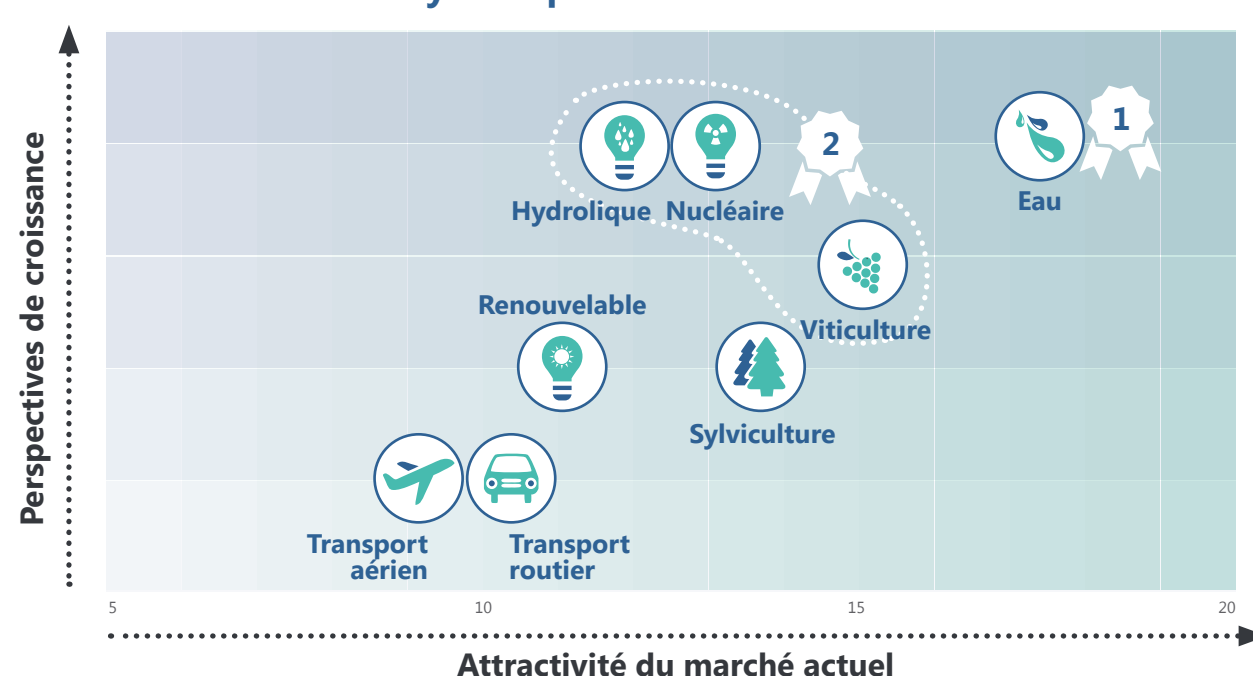 Perspectives de croissance
2
1
Hydrolique
Nucléaire
Eau
Renouvelable
Viticulture
Sylviculture
Transport
aérien
Transport
routier
5
10
15
20
Attractivité du marché actuel